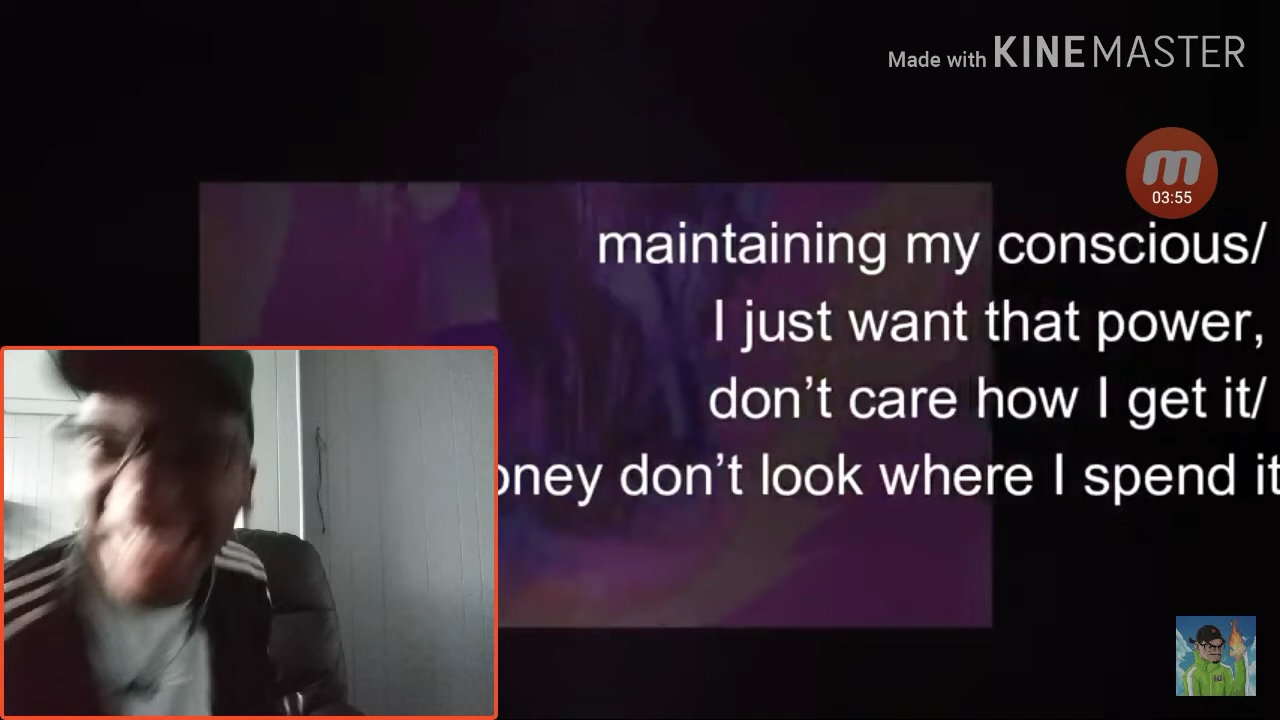 Made with KINEMASTER
m
03:55
maintaining my conscious/
I just want that power,
don’t care how I get it/
don’t look where I spend it